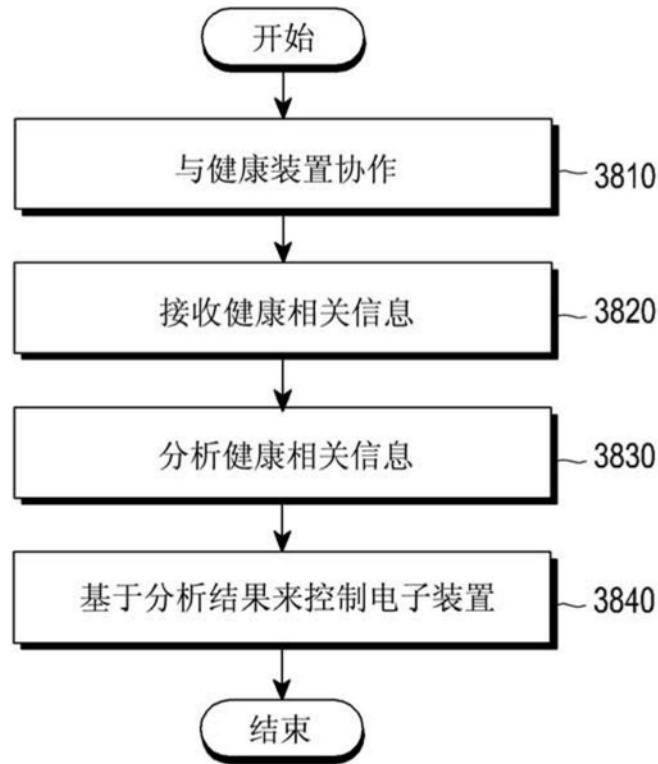 开始
与健康装置协作
3810
接收健康相关信息
3820
分析健康相关信息
3830
基于分析结果来控制电子装置
3840
结束